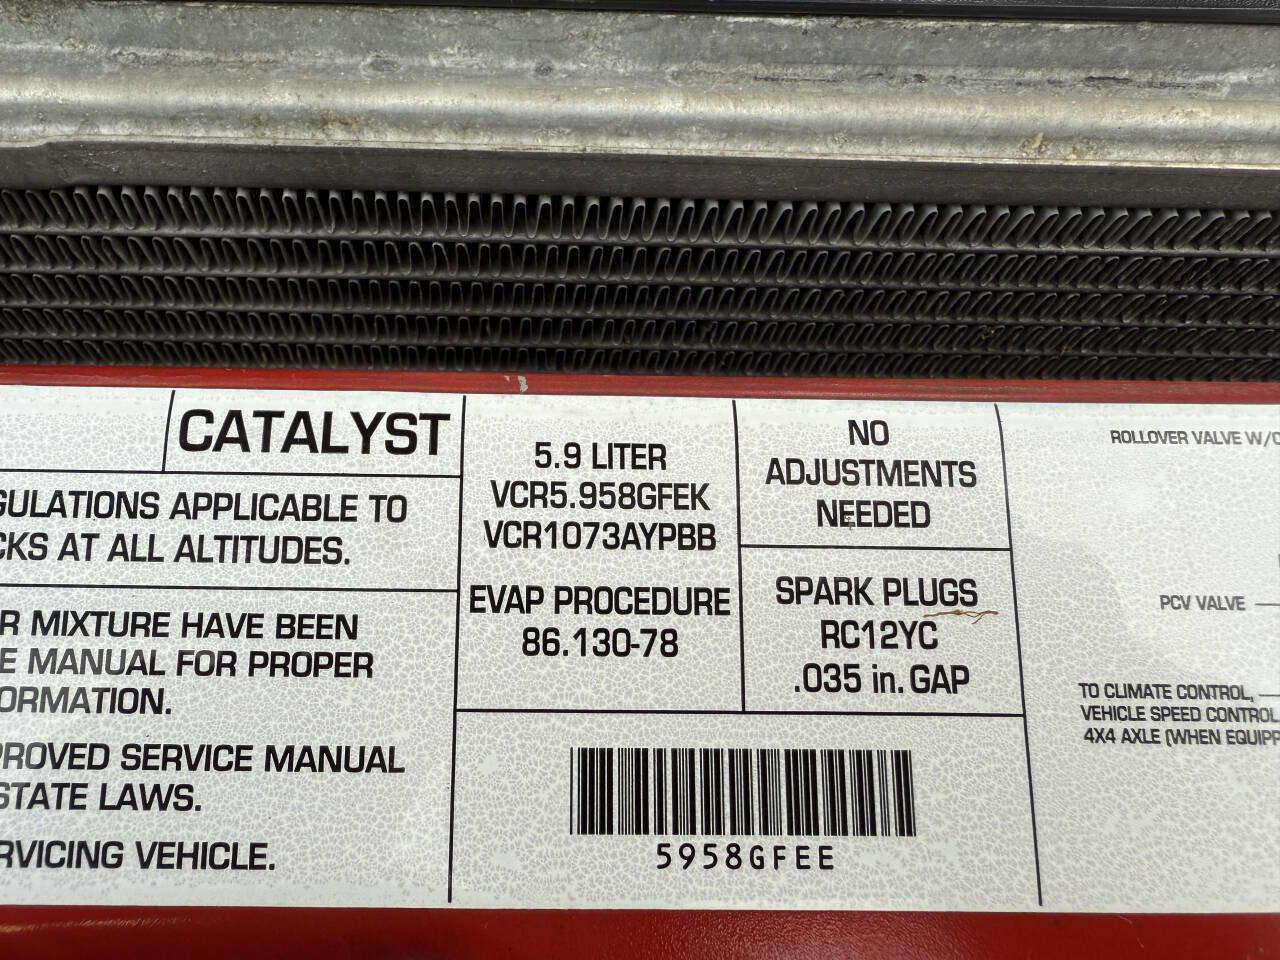 CATALYST
GULATIONS APPLICABLE TO
CKS AT ALL ALTITUDES.
R MIXTURE HAVE BEEN
E MANUAL FOR PROPER
ORMATION.
PROVED SERVICE MANUAL
STATE LAWS.
RVICING VEHICLE.
5.9 LITER
VCR5.958GFEK
VCR1073AYPBB
EVAP PROCEDURE
86.130-78
NO
ADJUSTMENTS
NEEDED
SPARK PLUGS
RC12YC
.035 in. GAP
5958GFEE
ROLLOVER VALVE W/O
PCV VALVE
TO CLIMATE CONTROL,
VEHICLE SPEED CONTROL
4X4 AXLE (WHEN EQUIPP